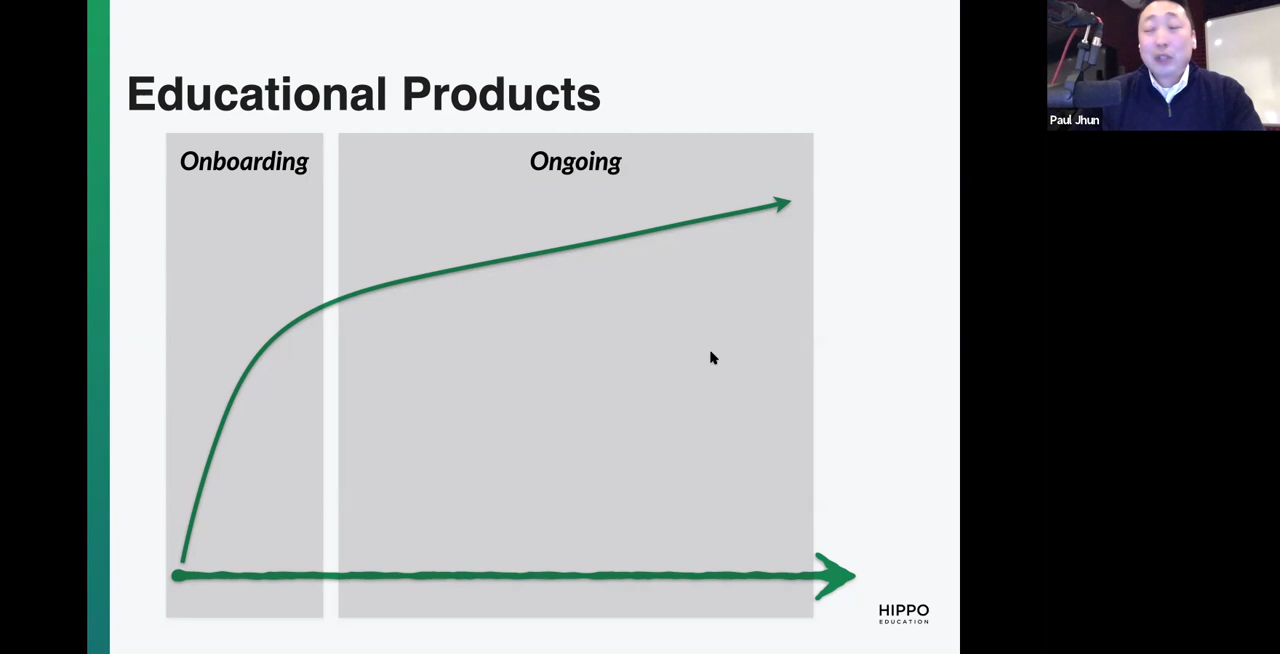 Educational Products
Onboarding
Ongoing
HIPPO
EDUCATION
Paul Jhun